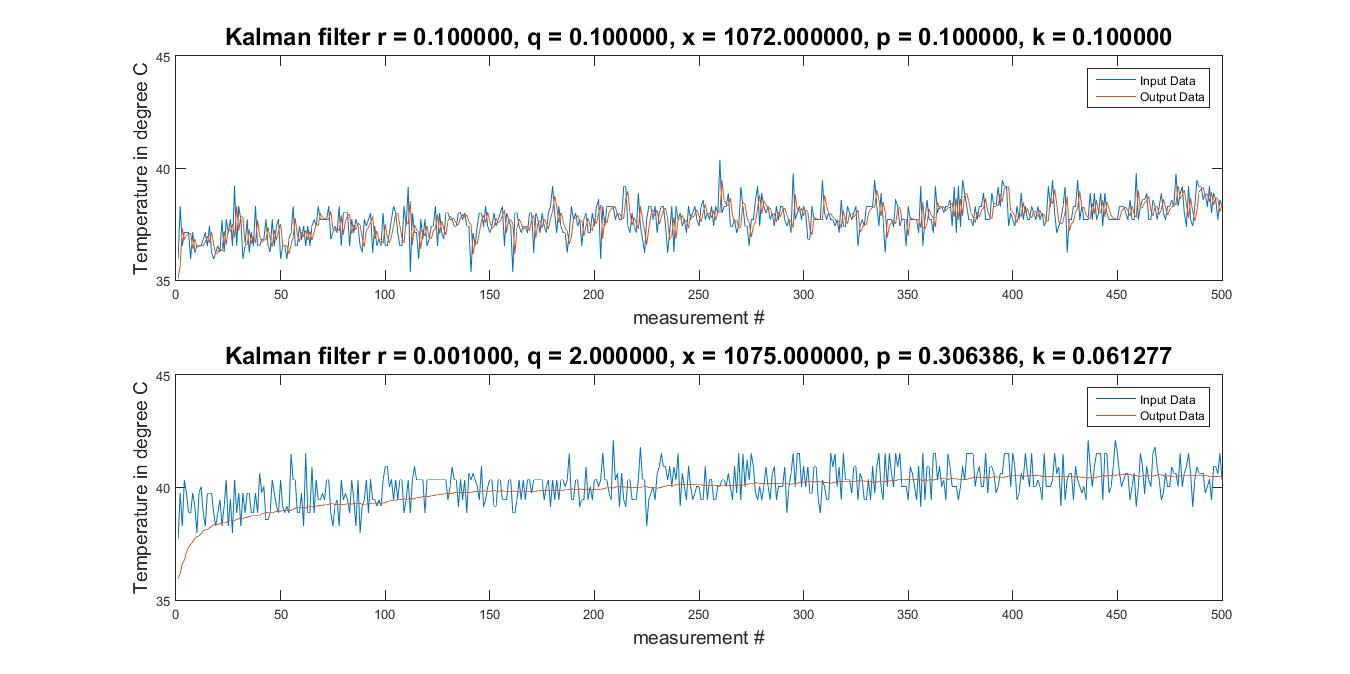 Kalman filter r = 0.100000, q = 0.100000, x = 1072.000000, p = 0.100000, k = 0.100000
Temperature in degree C
45
40
35
Input Data
Output Data
0 50 100 150 200 250 300 350 400 450 500
measurement #
Kalman filter r = 0.001000, q = 2.000000, x = 1075.000000, p = 0.306386, k = 0.061277
Temperature in degree C
45
40
35
Input Data
Output Data
0 50 100 150 200 250 300 350 400 450 500
measurement #